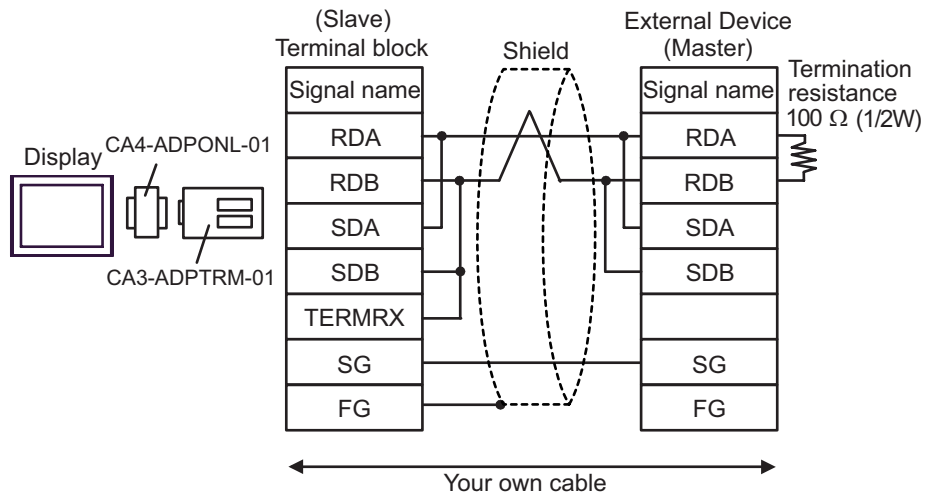 (Slave)
Terminal block
Shield
External Device
(Master)
Termination
resistance
100 Ω (1/2W)
Display
CA4-ADPONL-01
CA3-ADPTRM-01
Signal name
RDA
RDB
SDA
SDB
TERMRX
SG
FG
Signal name
RDA
RDB
SDA
SDB
SG
FG
Your own cable